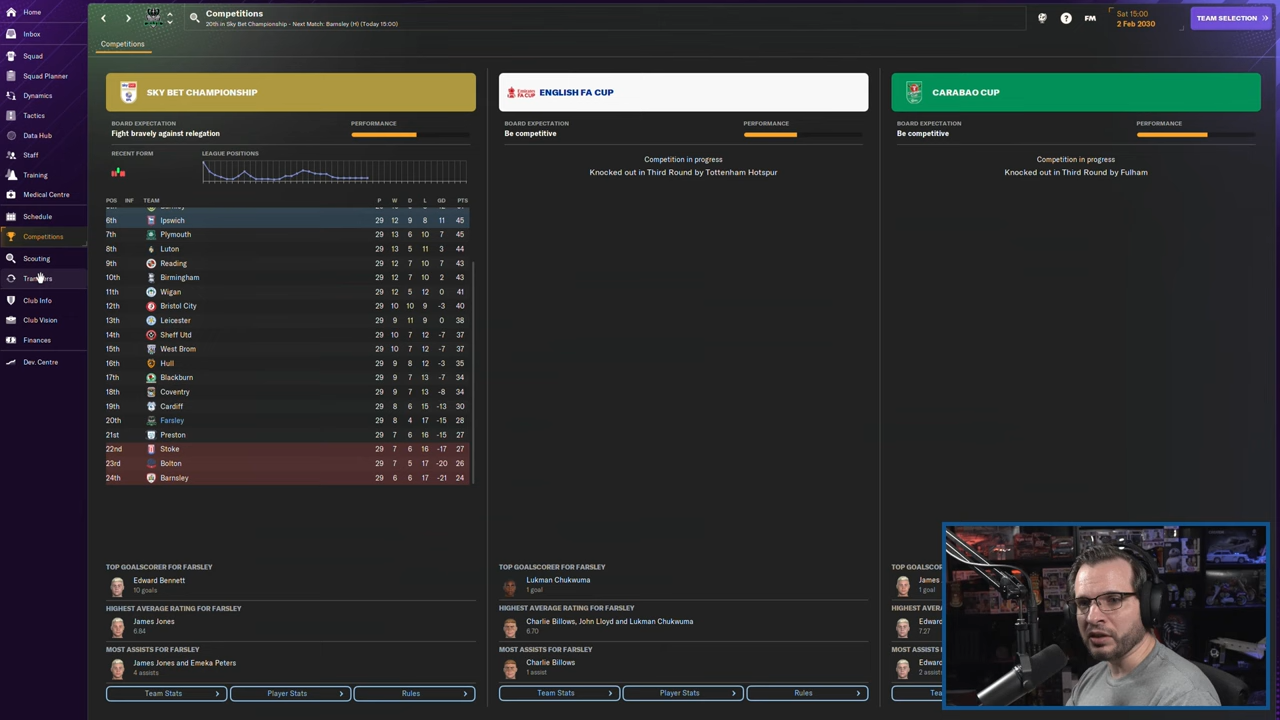 Home
Inbox
Squad
Squad Planner
Dynamics
Tactics
Data Hub
Staff
Training
Medical Centre
Schedule
Competitions
Scouting
Transfers
Club Info
Club Vision
Finances
Dev. Centre
Competitions
20th in Sky Bet Championship - Next Match: Barnsley (H) (Today 15:00)
FM
Sat 15:00
2 Feb 2030
TEAM SELECTION
Competitions
SKY BET CHAMPIONSHIP
BOARD EXPECTATION PERFORMANCE
Fight bravely against relegation
RECENT FORM LEAGUE POSITIONS
POS INF TEAM P W D L GD PTS
6th Ipswich 29 12 9 8 11 45
7th Plymouth 29 13 6 10 7 45
8th Luton 29 13 5 11 3 44
9th Reading 29 12 7 10 7 43
10th Birmingham 29 12 7 10 2 43
11th Wigan 29 12 5 12 0 41
12th Bristol City 29 10 10 9 -3 40
13th Leicester 29 9 11 9 0 38
14th Sheff Utd 29 10 7 12 -7 37
15th West Brom 29 10 7 12 -7 37
16th Hull 29 9 8 12 -3 35
17th Blackburn 29 9 7 13 -7 34
18th Coventry 29 9 7 13 -8 34
19th Cardiff 29 8 6 15 -13 30
20th Farsley 29 8 4 17 -15 28
21st Preston 29 7 6 16 -15 27
22nd Stoke 29 7 6 16 -17 27
23rd Bolton 29 7 5 17 -20 26
24th Barnsley 29 6 6 17 -21 24
TOP GOALSCORER FOR FARSLEY
Edward Bennett
10 goals
HIGHEST AVERAGE RATING FOR FARSLEY
James Jones
6.84
MOST ASSISTS FOR FARSLEY
James Jones and Emeka Peters
4 assists
Team Stats Player Stats Rules
ENGLISH FA CUP
BOARD EXPECTATION PERFORMANCE
Be competitive
Competition in progress
Knocked out in Third Round by Tottenham Hotspur
TOP GOALSCORER FOR FARSLEY
Lukman Chukwuma
1 goal
HIGHEST AVERAGE RATING FOR FARSLEY
Charlie Billows, John Lloyd and Lukman Chukwuma
6.70
MOST ASSISTS FOR FARSLEY
Charlie Billows
1 assist
Team Stats Player Stats Rules
CARABAO CUP
BOARD EXPECTATION PERFORMANCE
Be competitive
Competition in progress
Knocked out in Third Round by Fulham
TOP GOALSCORER
James
1 goal
HIGHEST AVER
Edward
7.27
MOST ASSISTS
Edward
2 assists